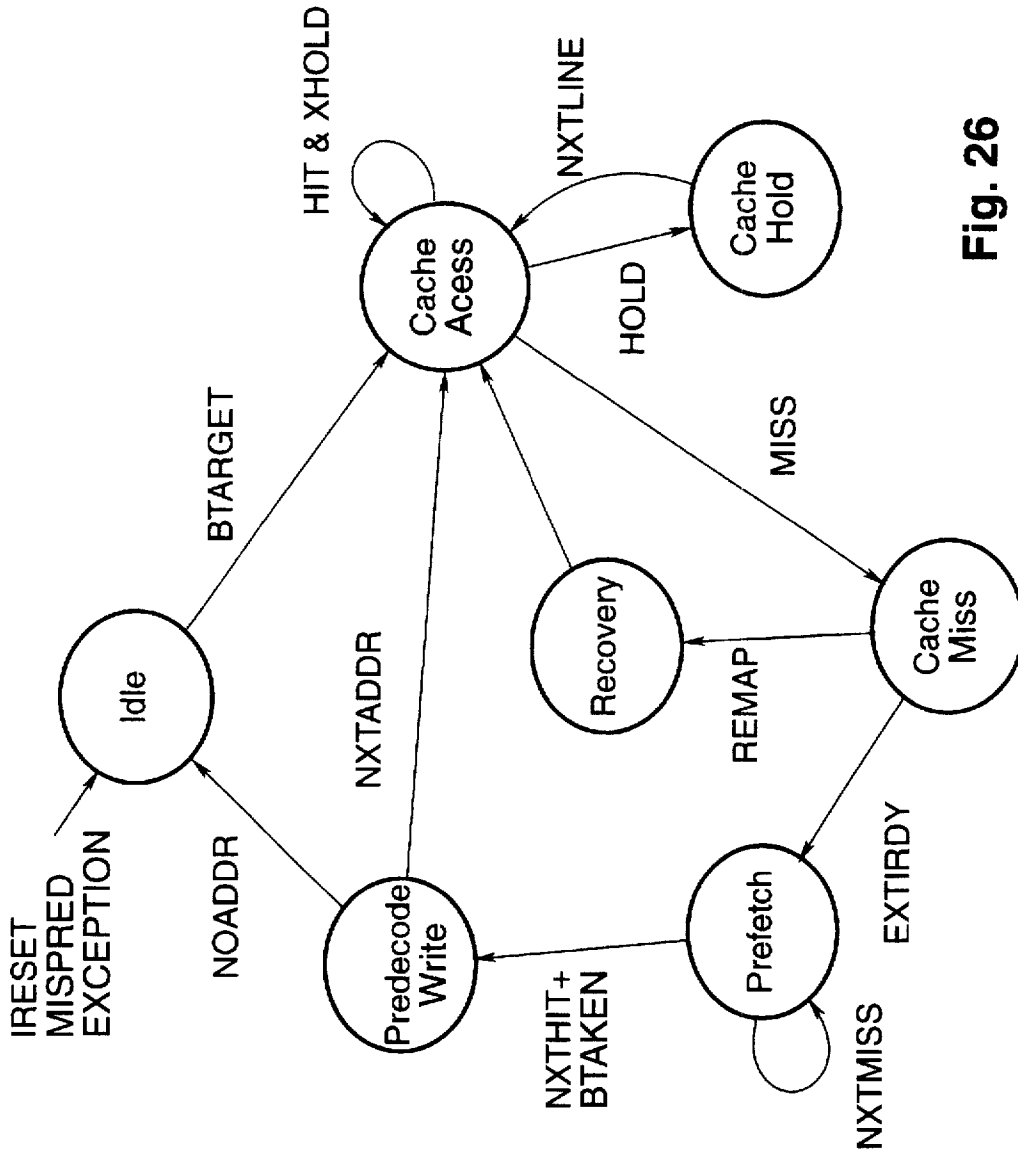 IRESET
MISPRED
EXCEPTION
Idle
BTARGET
HIT & XHOLD
NOADDR
NXTADDR
Cache
Acess
NXTLINE
Predecode
Write
HOLD
Cache
Hold
NXTHIT+
BTAKEN
Recovery
REMAP
MISS
Prefetch
NXTMISS
EXTIRDY
Cache
Miss
Fig. 26